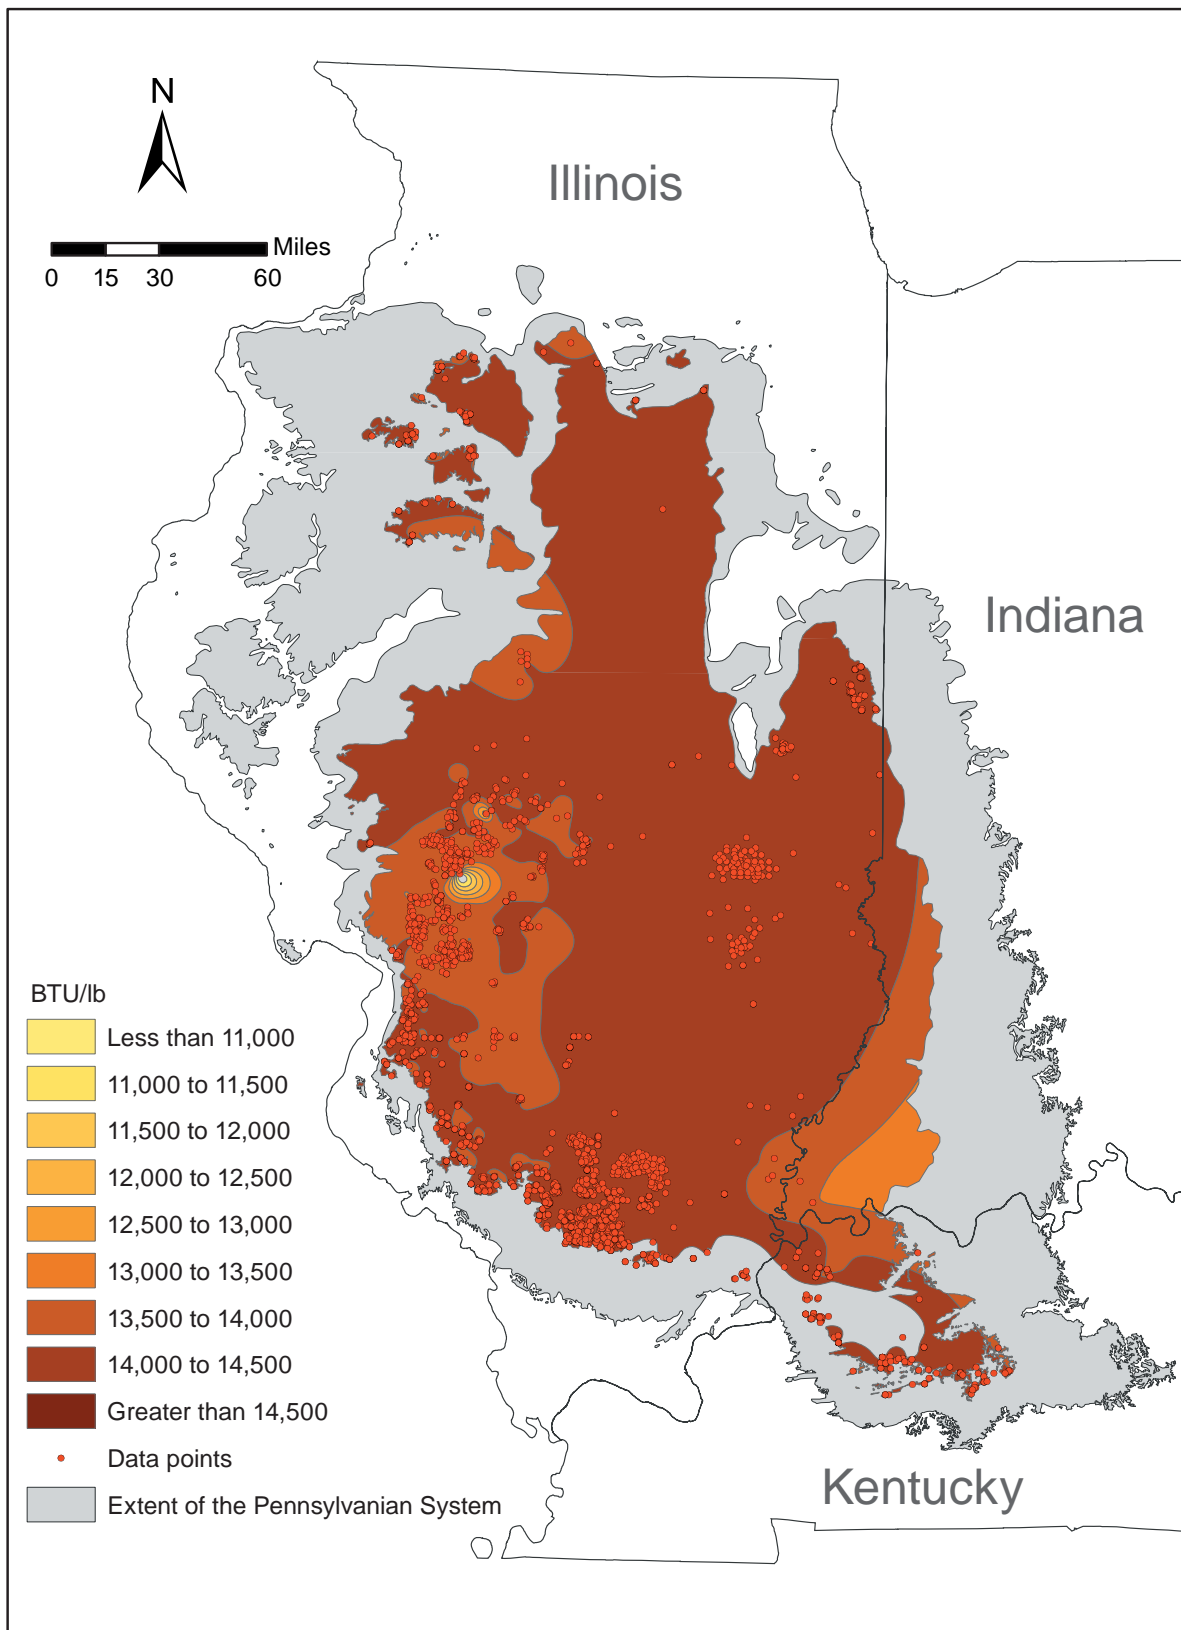 N
Illinois
Miles
0 15 30 60
Indiana
BTU/lb
Less than 11,000
11,000 to 11,500
11,500 to 12,000
12,000 to 12,500
12,500 to 13,000
13,000 to 13,500
13,500 to 14,000
14,000 to 14,500
Greater than 14,500
Data points
Extent of the Pennsylvanian System
Kentucky